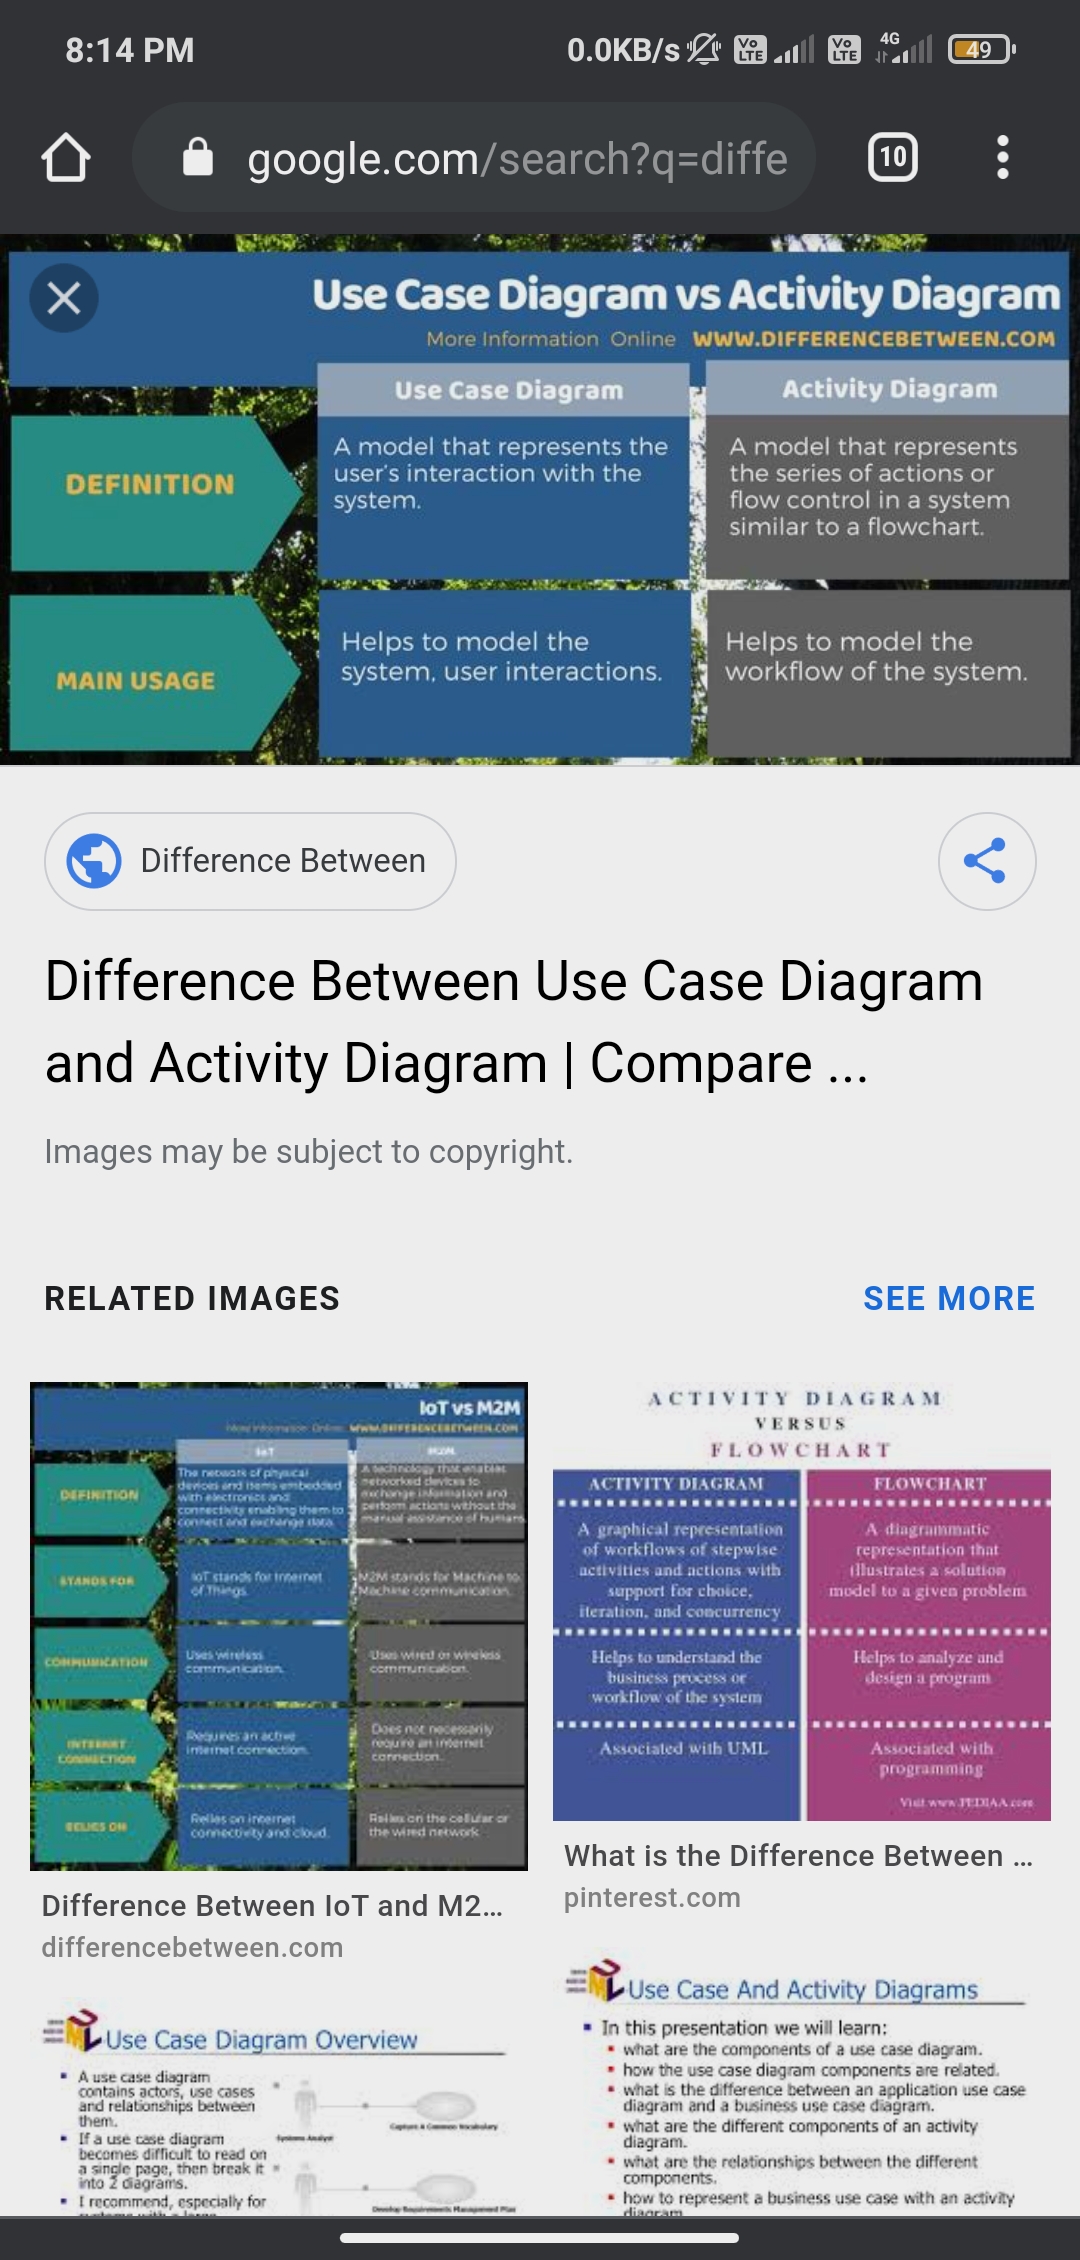 8:14 PM
0.0KB/s
Vo LTE
Vo LTE
4G
49
google.com/search?q=diffe
10
Use Case Diagram vs Activity Diagram
More Information Online WWW.DIFFERENCEBETWEEN.COM
Use Case Diagram
Activity Diagram
DEFINITION
A model that represents the
user's interaction with the
system.
A model that represents
the series of actions or
flow control in a system
similar to a flowchart.
MAIN USAGE
Helps to model the
system, user interactions.
Helps to model the
workflow of the system.
Difference Between
Difference Between Use Case Diagram
and Activity Diagram | Compare ...
Images may be subject to copyright.
RELATED IMAGES
SEE MORE
IoT vs M2M
More Information Online WWW.DIFFERENCEBETWEEN.COM
IoT
M2M
DEFINITION
The network of physical
devices and items embedded
with electronics and
connectivity enabling them to
connect and exchange data.
A technology that enables
networked devices to
exchange information and
perform actions without the
manual assistance of humans.
STANDS FOR
IoT stands for Internet
of Things.
M2M stands for Machine to
Machine communication.
COMMUNICATION
Uses wireless
communication.
Uses wired or wireless
communication.
INTERNET
CONNECTION
Requires an active
internet connection.
Does not necessarily
require an internet
connection.
RELIES ON
Relies on internet
connectivity and cloud.
Relies on the cellular or
the wired network
Difference Between IoT and M2...
differencebetween.com
ACTIVITY DIAGRAM
VERSUS
FLOWCHART
ACTIVITY DIAGRAM
FLOWCHART
A graphical representation
of workflows of stepwise
activities and actions with
support for choice,
iteration, and concurrency
A diagrammatic
representation that
illustrates a solution
model to a given problem
Helps to understand the
business process or
workflow of the system
Helps to analyze and
design a program
Associated with UML
Associated with
programming
Visit www.PEDIAA.com
What is the Difference Between ...
pinterest.com
Use Case Diagram Overview
A use case diagram
contains actors, use cases
and relationships between
them.
If a use case diagram
becomes difficult to read on
a single page, then break it
into 2 diagrams.
I recommend, especially for
Systems Analyst
Capture A Common Vocabulary
Develop Requirements Management Plan
UML
Use Case And Activity Diagrams
In this presentation we will learn:
what are the components of a use case diagram.
how the use case diagram components are related.
what is the difference between an application use case
diagram and a business use case diagram.
what are the different components of an activity
diagram.
what are the relationships between the different
components.
how to represent a business use case with an activity
diagram